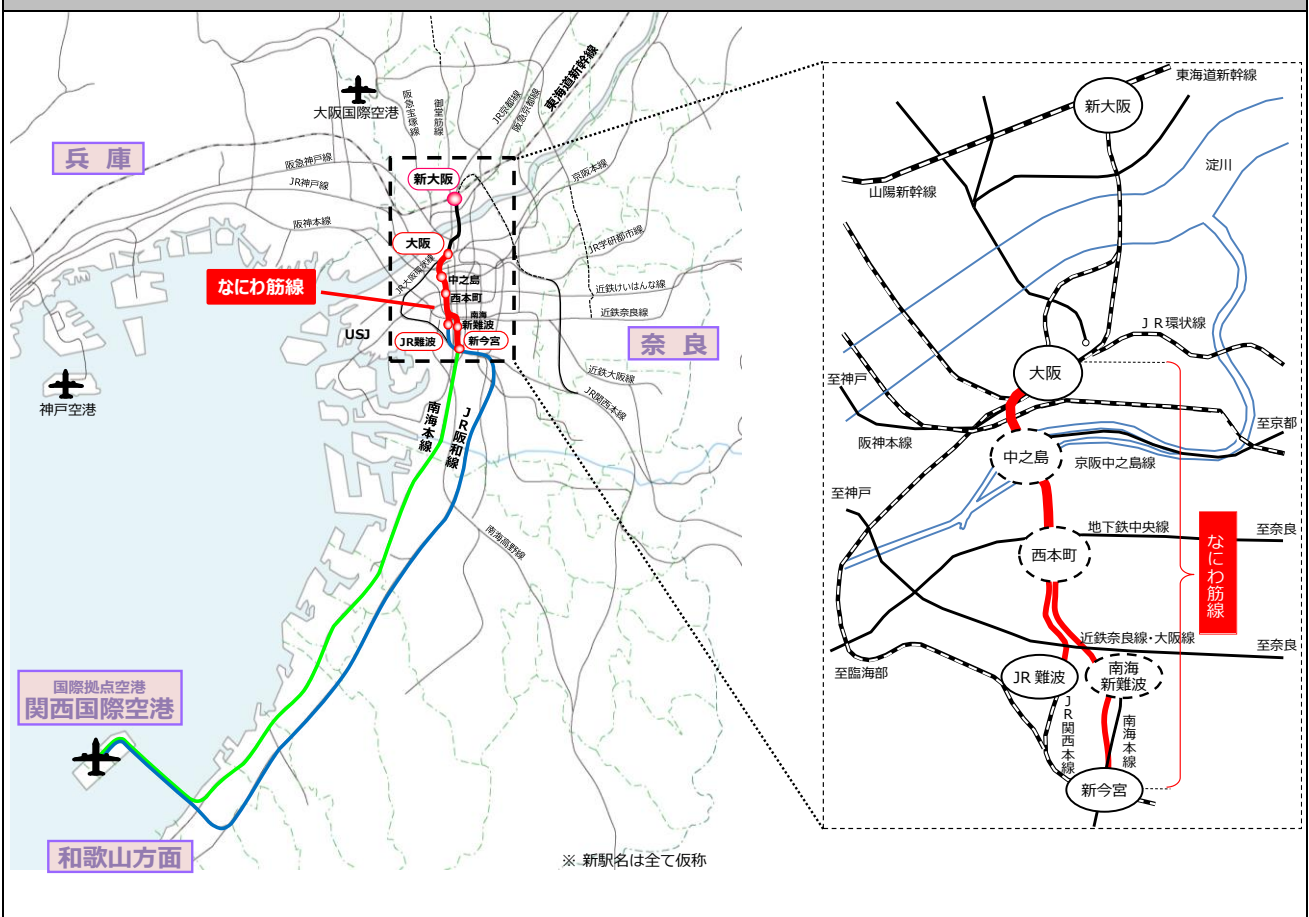 大阪国際空港
阪急宝塚線
御堂筋線
JR京都線
阪急京都線
東海道新幹線
兵 庫
阪急神戸線
JR神戸線
阪神本線
新大阪
京阪本線
大阪
JR学研都市線
JR大阪環状線
中之島
なにわ筋線
西本町
近鉄けいはんな線
近鉄奈良線
南海
新難波
USJ
JR難波
新今宮
奈 良
神戸空港
近鉄大阪線
JR関西本線
南海本線
JR阪和線
南海高野線
国際拠点空港
関西国際空港
和歌山方面
※ 新駅名は全て仮称
東海道新幹線
新大阪
淀川
山陽新幹線
JR環状線
大阪
至神戸
阪神本線
至京都
中之島
京阪中之島線
至神戸
地下鉄中央線
至奈良
西本町
なにわ筋線
近鉄奈良線・大阪線
至奈良
至臨海部
JR難波
南海
新難波
JR関西本線
南海本線
新今宮